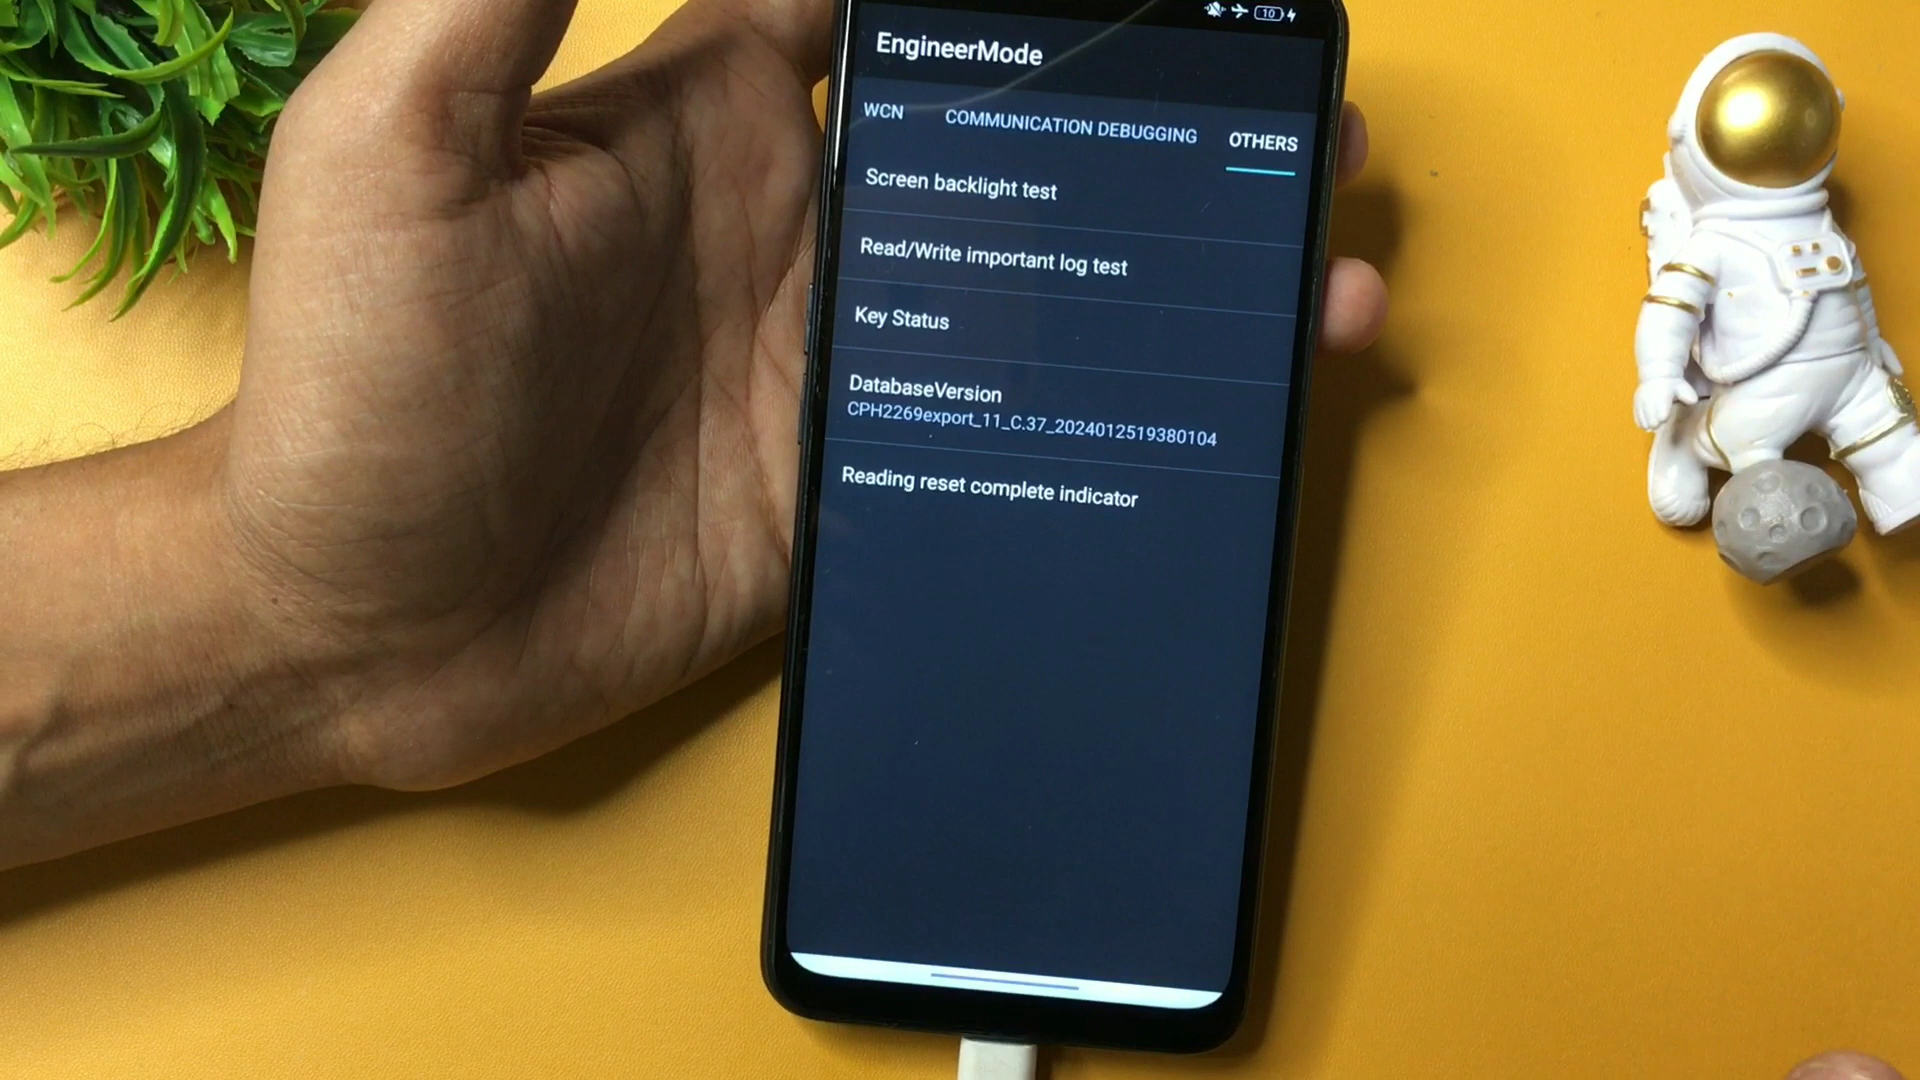 10
EngineerMode
WCN COMMUNICATION DEBUGGING OTHERS
Screen backlight test
Read/Write important log test
Key Status
DatabaseVersion
CPH2269export_11_C.37_2024012519380104
Reading reset complete indicator